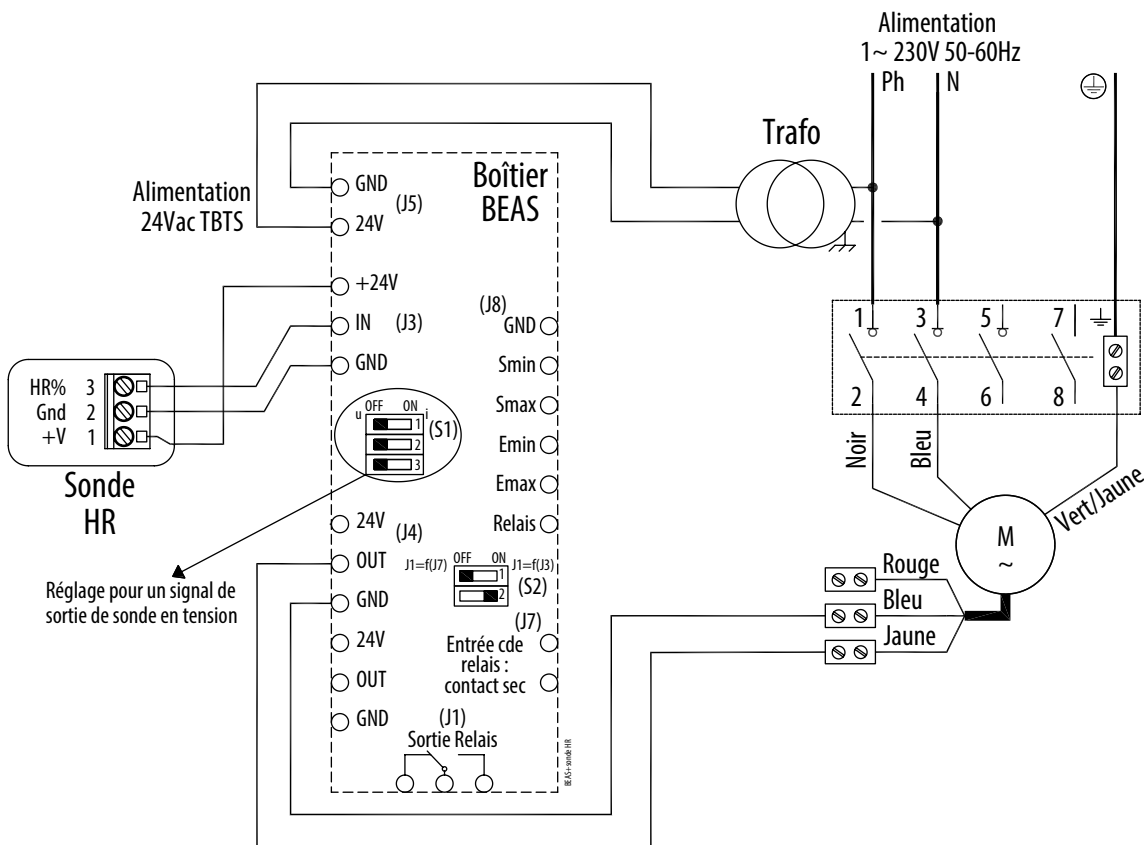 Alimentation
1~ 230V 50-60Hz
Ph N
Trafo
Alimentation
24Vac TBTS
Boîtier
BEAS
GND
(J5)
24V
+24V
IN (J3)
GND
(J8)
GND
Smin
Smax
Emin
Emax
Relais
HR% 3
Gnd 2
+V 1
Sonde
HR
OFF ON
u i
1
2
3
(S1)
Réglage pour un signal de
sortie de sonde en tension
24V (J4)
OUT
GND
24V
OUT
GND
OFF ON
J1=f(J7) J1=f(J3)
1
2
(S2)
(J7)
Entrée cde
relais :
contact sec
(J1)
Sortie Relais
BEAS+sonde HR
1 3 5 7
2 4 6 8
Noir
Bleu
Vert/Jaune
M
~
Rouge
Bleu
Jaune